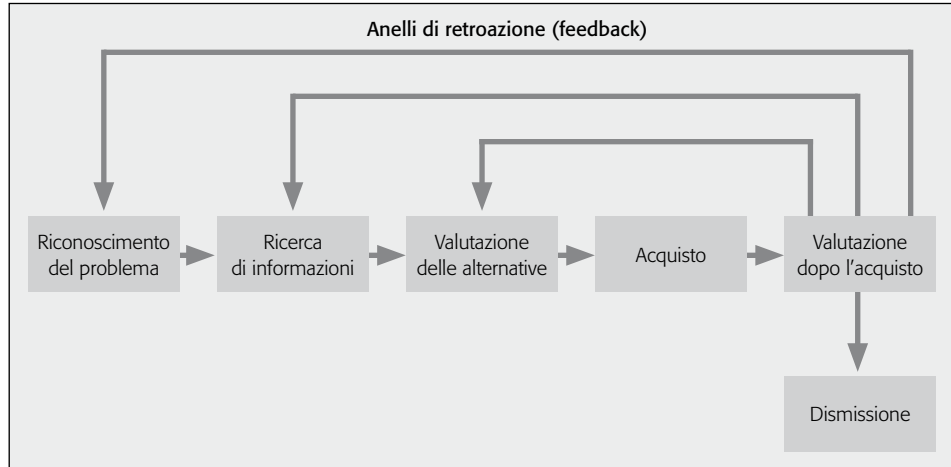 Anelli di retroazione (feedback)
Riconoscimento
del problema
Ricerca
di informazioni
Valutazione
delle alternative
Acquisto
Valutazione
dopo l'acquisto
Dismissione